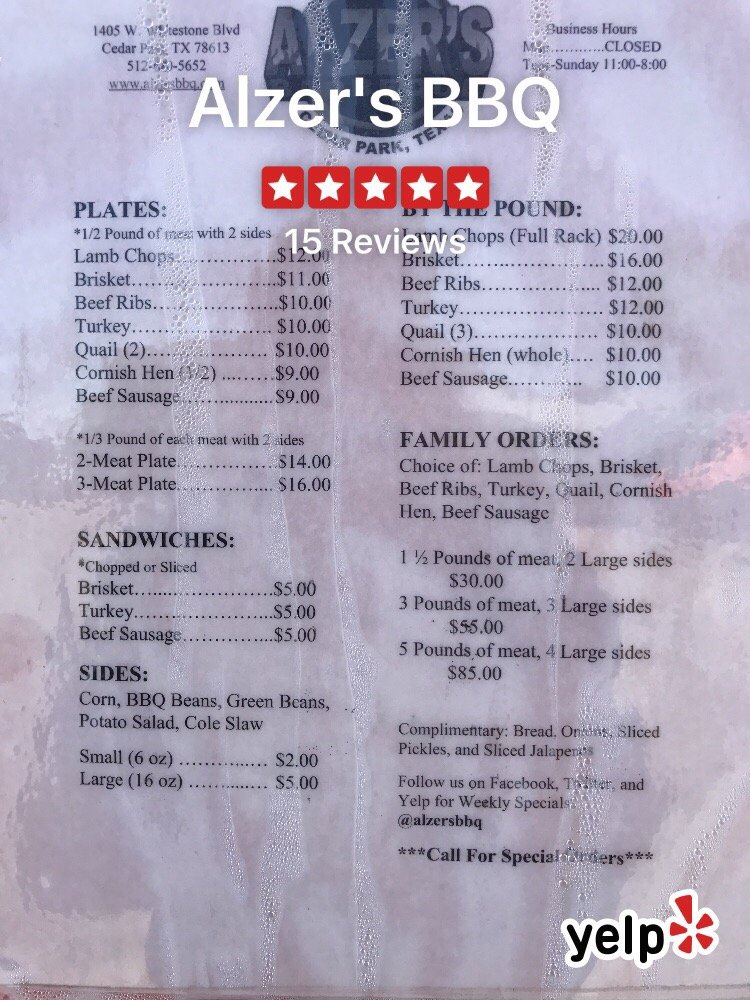 1405 W. Whitestone Blvd
Cedar Park, TX 78613
512-   -5652
www.alzersbbq.com
ALZER'S
CEDAR PARK, TEXAS
Business Hours
Mon............CLOSED
Tues-Sunday 11:00-8:00
Alzer's BBQ
15 Reviews
PLATES:
*1/2 Pound of meat with 2 sides
Lamb Chops..................$12.00
Brisket..........................$11.00
Beef Ribs......................$10.00
Turkey..........................$10.00
Quail (2)...................... $10.00
Cornish Hen (1/2) .........$9.00
Beef Sausage.................$9.00
*1/3 Pound of each meat with 2 sides
2-Meat Plate..................$14.00
3-Meat Plate................. $16.00
SANDWICHES:
*Chopped or Sliced
Brisket..........................$5.00
Turkey..........................$5.00
Beef Sausage.................$5.00
SIDES:
Corn, BBQ Beans, Green Beans,
Potato Salad, Cole Slaw
Small (6 oz) ................ $2.00
Large (16 oz) .............. $5.00
BY THE POUND:
Lamb Chops (Full Rack) $20.00
Brisket.......................... $16.00
Beef Ribs...................... $12.00
Turkey.......................... $12.00
Quail (3)....................... $10.00
Cornish Hen (whole).... $10.00
Beef Sausage............. $10.00
FAMILY ORDERS:
Choice of: Lamb Chops, Brisket,
Beef Ribs, Turkey, Quail, Cornish
Hen, Beef Sausage
1 ½ Pounds of meat, 2 Large sides
$30.00
3 Pounds of meat, 3 Large sides
$55.00
5 Pounds of meat, 4 Large sides
$85.00
Complimentary: Bread, Onions, Sliced
Pickles, and Sliced Jalapenos
Follow us on Facebook, Twitter, and
Yelp for Weekly Specials
@alzersbbq
***Call For Special Orders***
yelp